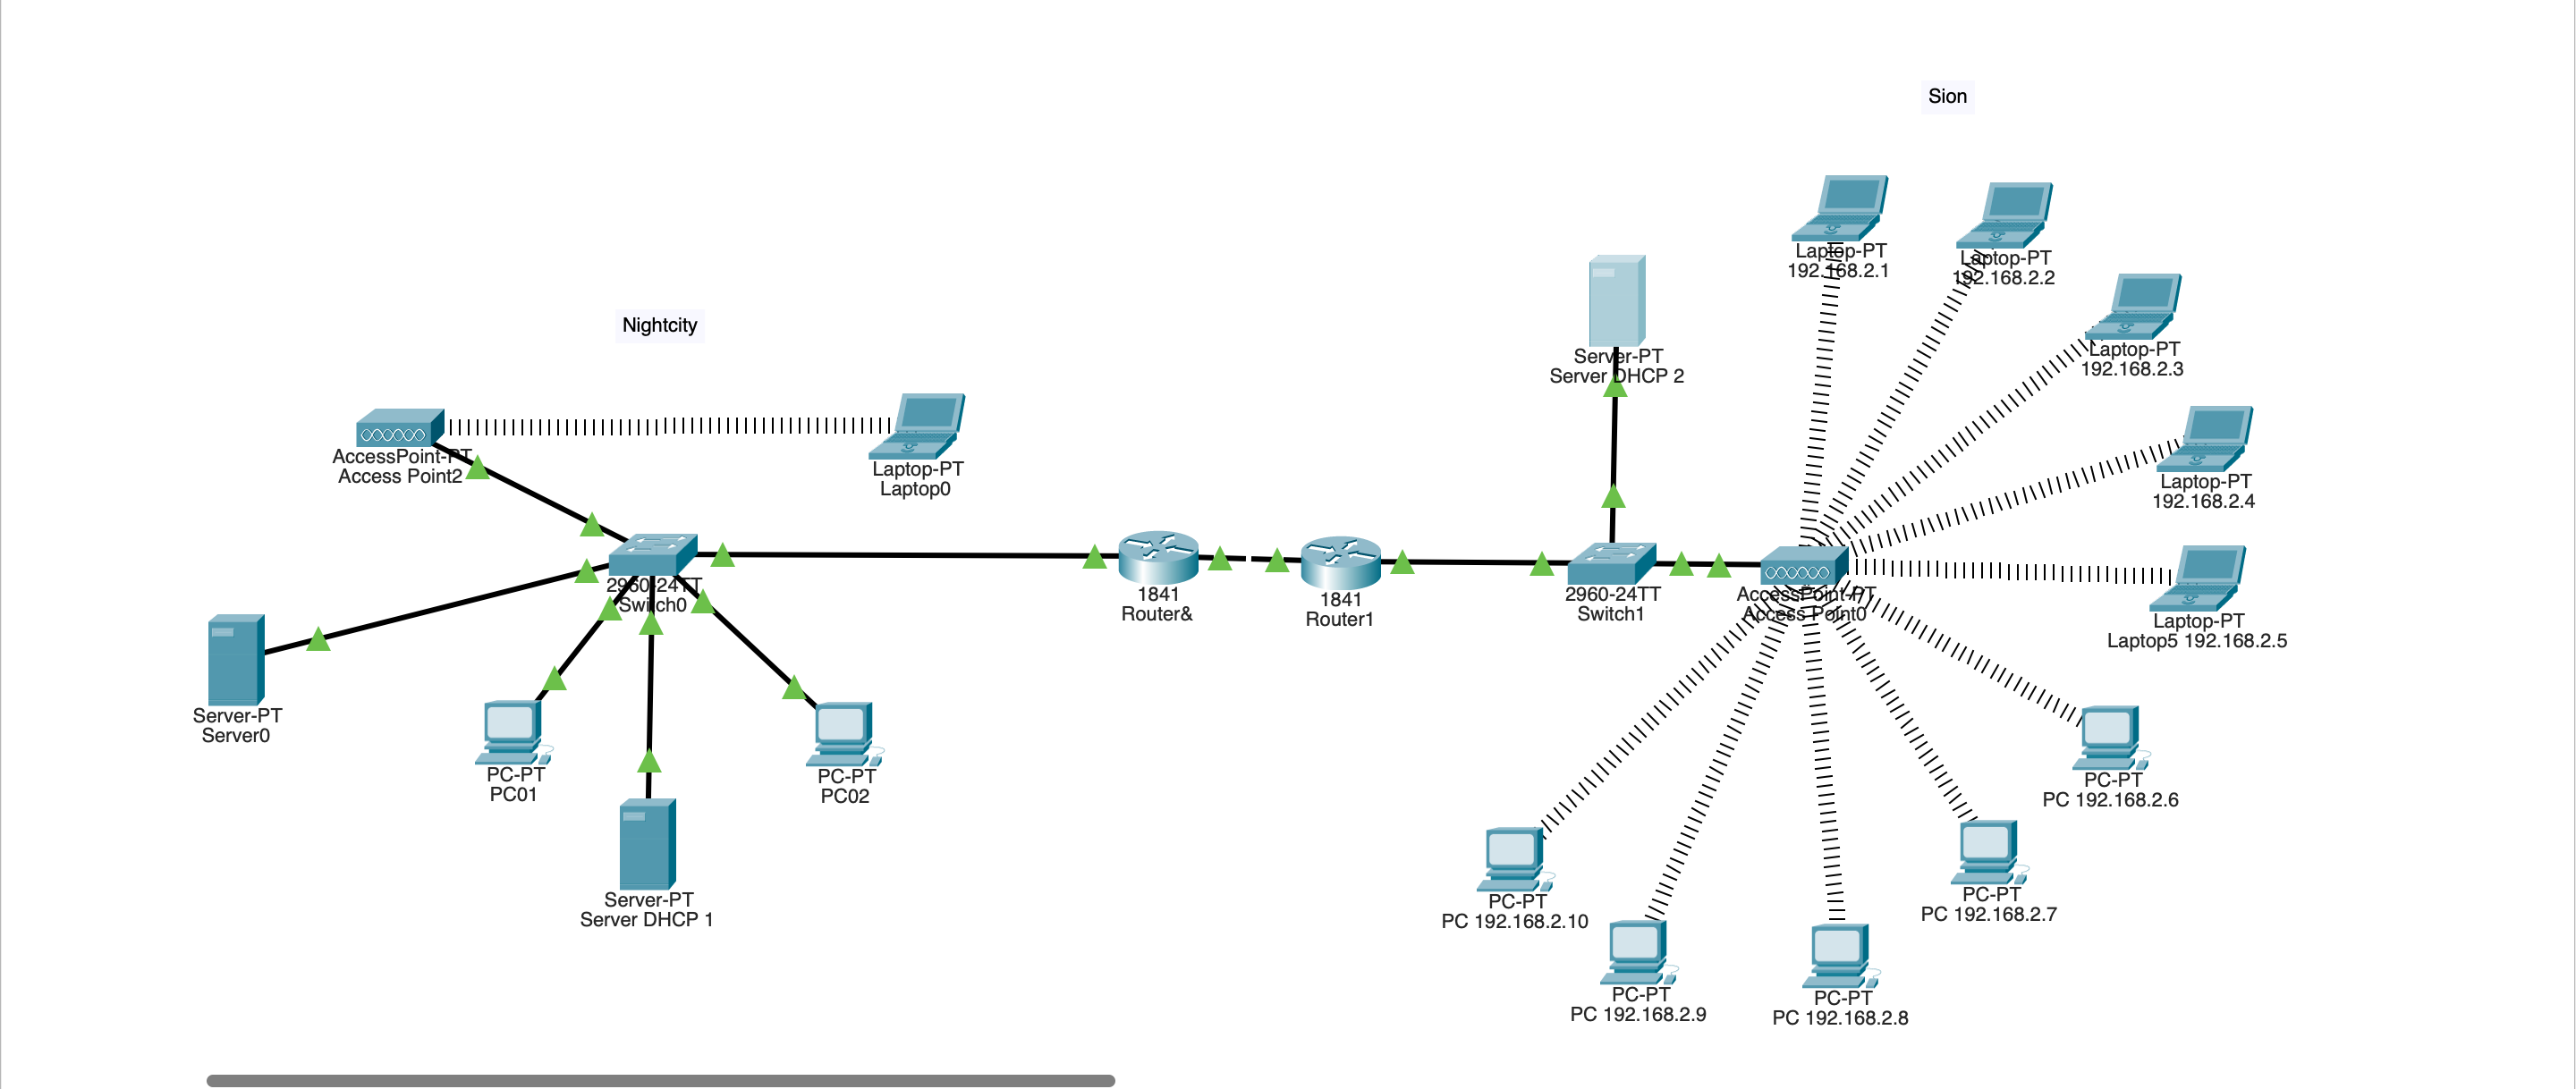 Sion
Laptop-PT
192.168.2.1
Laptop-PT
192.168.2.2
Laptop-PT
192.168.2.3
Server-PT
Server DHCP 2
Nightcity
AccessPoint-PT
Access Point2
Laptop-PT
Laptop0
Laptop-PT
192.168.2.4
2960-24TT
Switch0
1841
Router&
1841
Router1
2960-24TT
Switch1
AccessPoint-PT
Access Point0
Laptop-PT
Laptop5 192.168.2.5
Server-PT
Server0
PC-PT
PC01
PC-PT
PC02
PC-PT
PC 192.168.2.6
Server-PT
Server DHCP 1
PC-PT
PC 192.168.2.10
PC-PT
PC 192.168.2.7
PC-PT
PC 192.168.2.9
PC-PT
PC 192.168.2.8